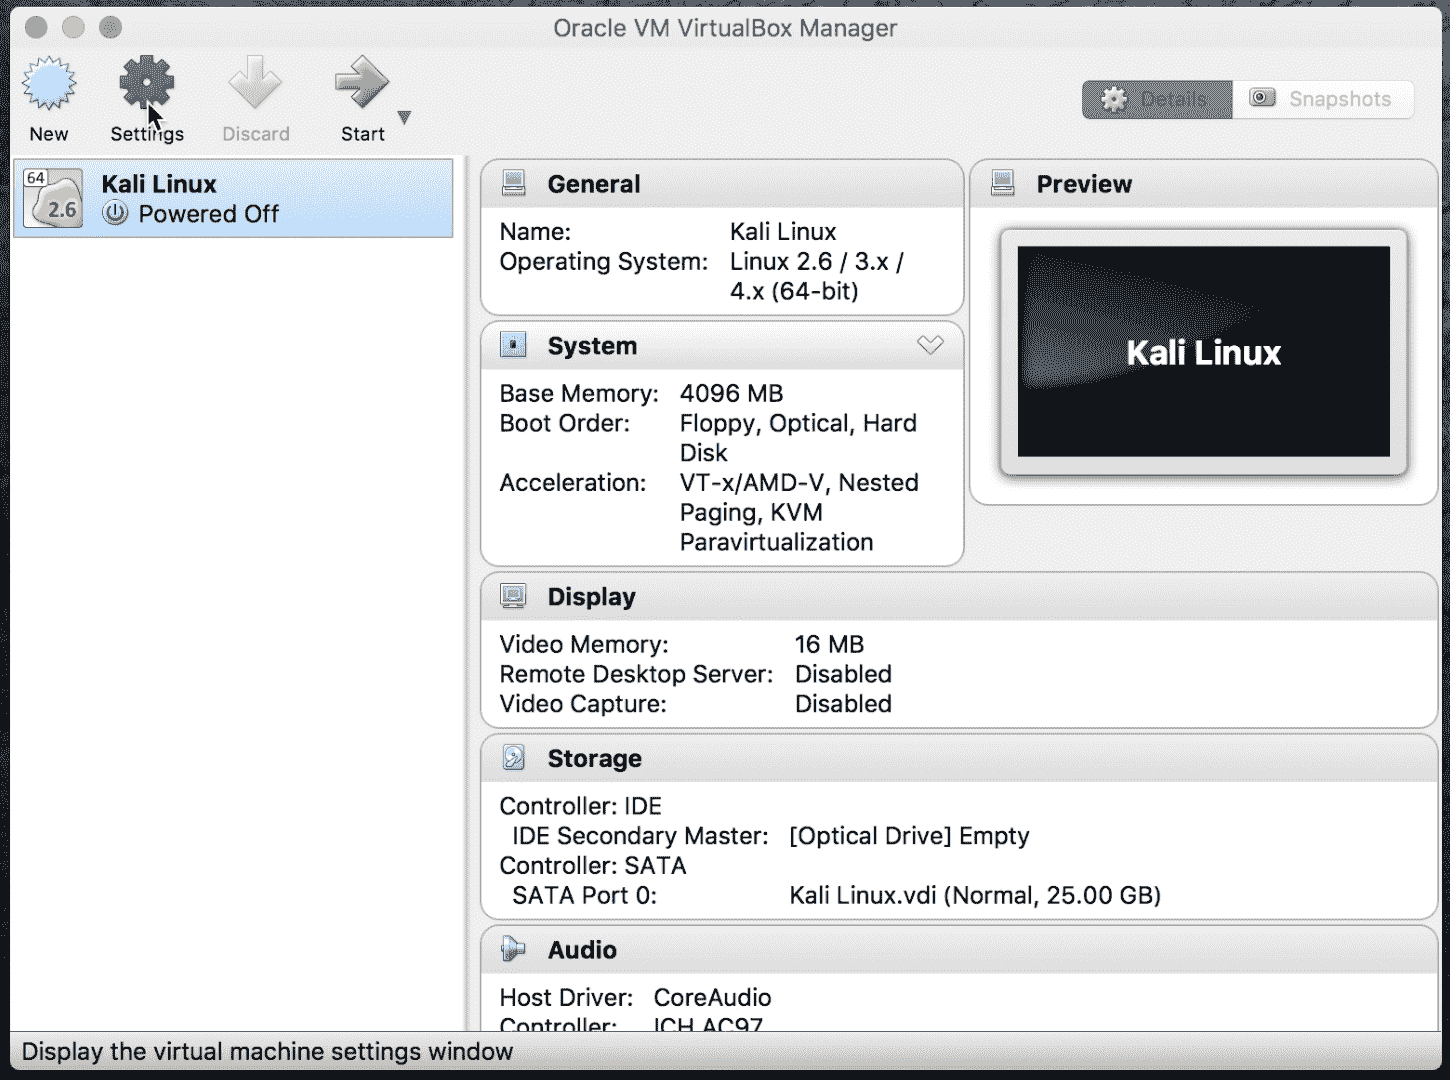 Oracle VM VirtualBox Manager
New
Settings
Discard
Start
Details
Snapshots
64
2.6
Kali Linux
Powered Off
General
Name: Kali Linux
Operating System: Linux 2.6 / 3.x /
4.x (64-bit)
Preview
Kali Linux
System
Base Memory: 4096 MB
Boot Order: Floppy, Optical, Hard
Disk
Acceleration: VT-x/AMD-V, Nested
Paging, KVM
Paravirtualization
Display
Video Memory: 16 MB
Remote Desktop Server: Disabled
Video Capture: Disabled
Storage
Controller: IDE
IDE Secondary Master: [Optical Drive] Empty
Controller: SATA
SATA Port 0: Kali Linux.vdi (Normal, 25.00 GB)
Audio
Host Driver: CoreAudio
Controller: ICH AC97
Display the virtual machine settings window